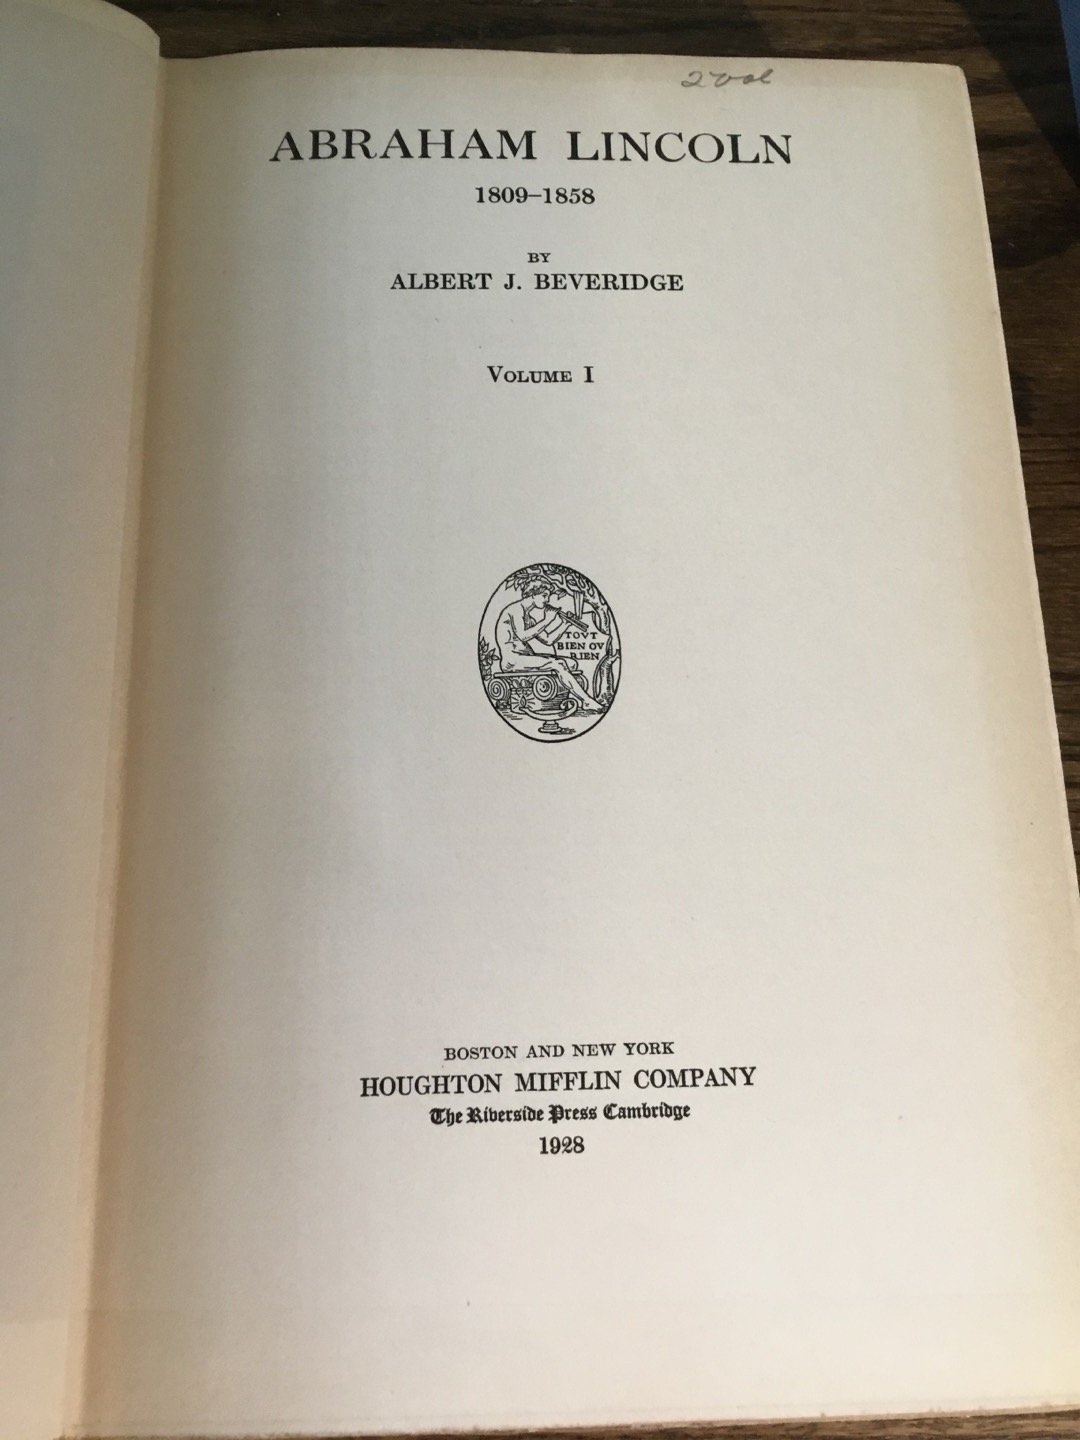 2 vol
ABRAHAM LINCOLN
1809–1858
BY
ALBERT J. BEVERIDGE
VOLUME I
TOVT
BIEN OV
RIEN
BOSTON AND NEW YORK
HOUGHTON MIFFLIN COMPANY
The Riverside Press Cambridge
1928